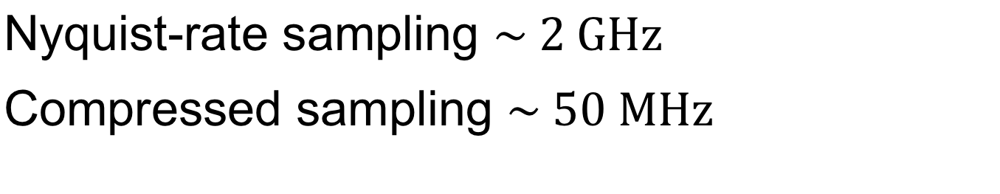 Nyquist-rate sampling ~ 2 GHz
Compressed sampling ~ 50 MHz